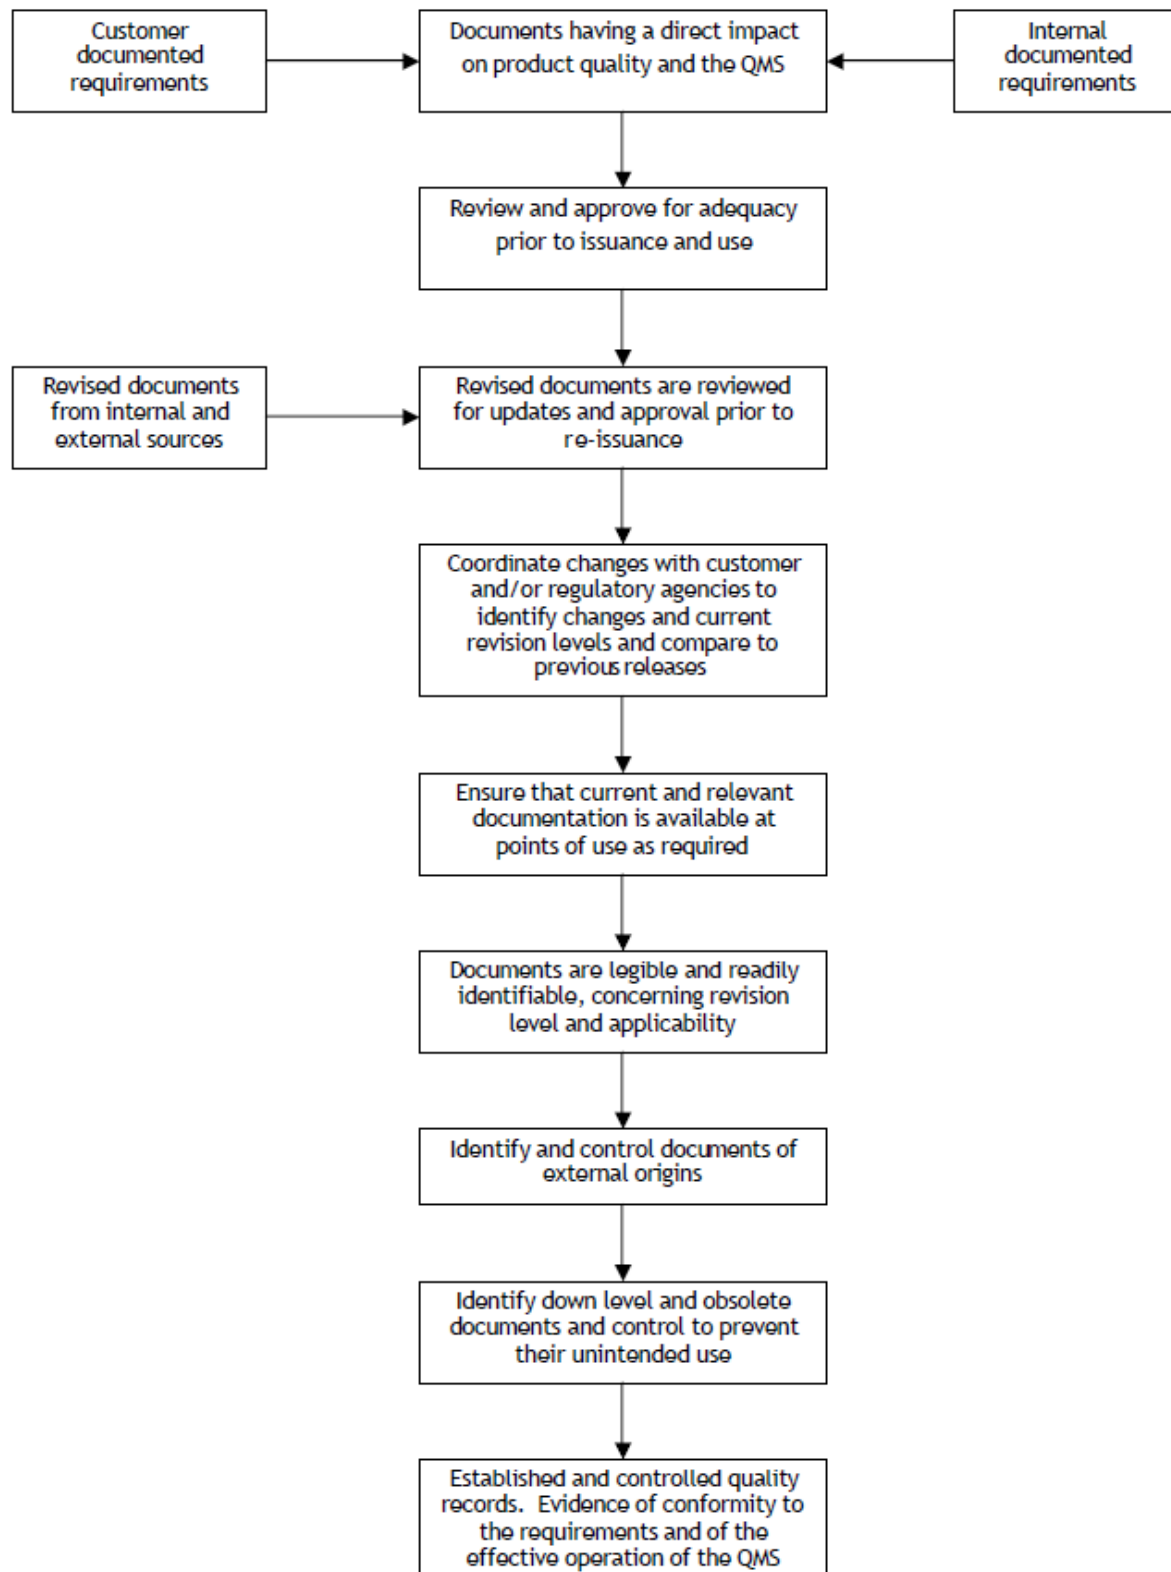 Customer
documented
requirements
Documents having a direct impact
on product quality and the QMS
Internal
documented
requirements
Review and approve for adequacy
prior to issuance and use
Revised documents
from internal and
external sources
Revised documents are reviewed
for updates and approval prior to
re-issuance
Coordinate changes with customer
and/or regulatory agencies to
identify changes and current
revision levels and compare to
previous releases
Ensure that current and relevant
documentation is available at
points of use as required
Documents are legible and readily
identifiable, concerning revision
level and applicability
Identify and control documents of
external origins
Identify down level and obsolete
documents and control to prevent
their unintended use
Established and controlled quality
records. Evidence of conformity to
the requirements and of the
effective operation of the QMS